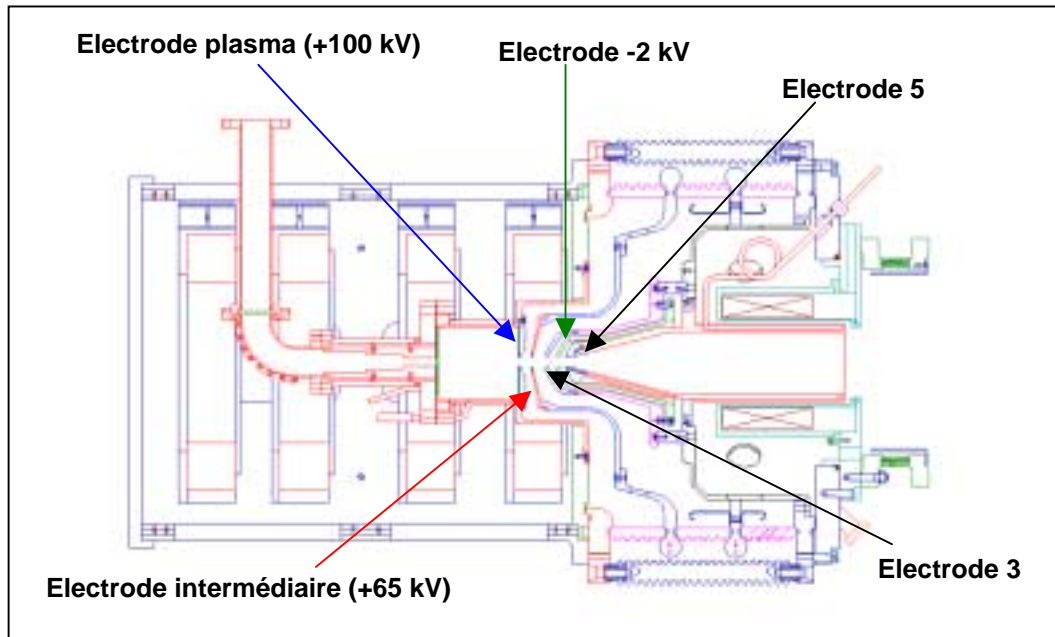 Electrode plasma (+100 kV)
Electrode -2 kV
Electrode 5
Electrode intermédiaire (+65 kV)
Electrode 3